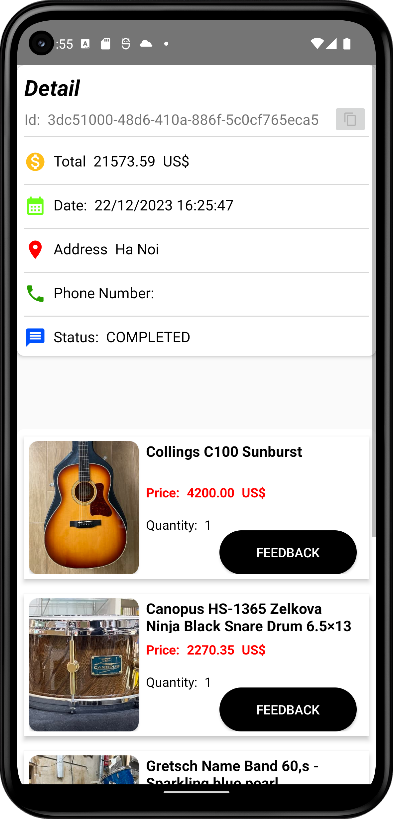 :55
Detail
Id: 3dc51000-48d6-410a-886f-5c0cf765eca5
Total 21573.59 US$
Date: 22/12/2023 16:25:47
Address Ha Noi
Phone Number:
Status: COMPLETED
Collings C100 Sunburst
Price: 4200.00 US$
Quantity: 1
FEEDBACK
Canopus HS-1365 Zelkova
Ninja Black Snare Drum 6.5×13
Price: 2270.35 US$
Quantity: 1
FEEDBACK
Gretsch Name Band 60,s -
Sparkling blue pearl